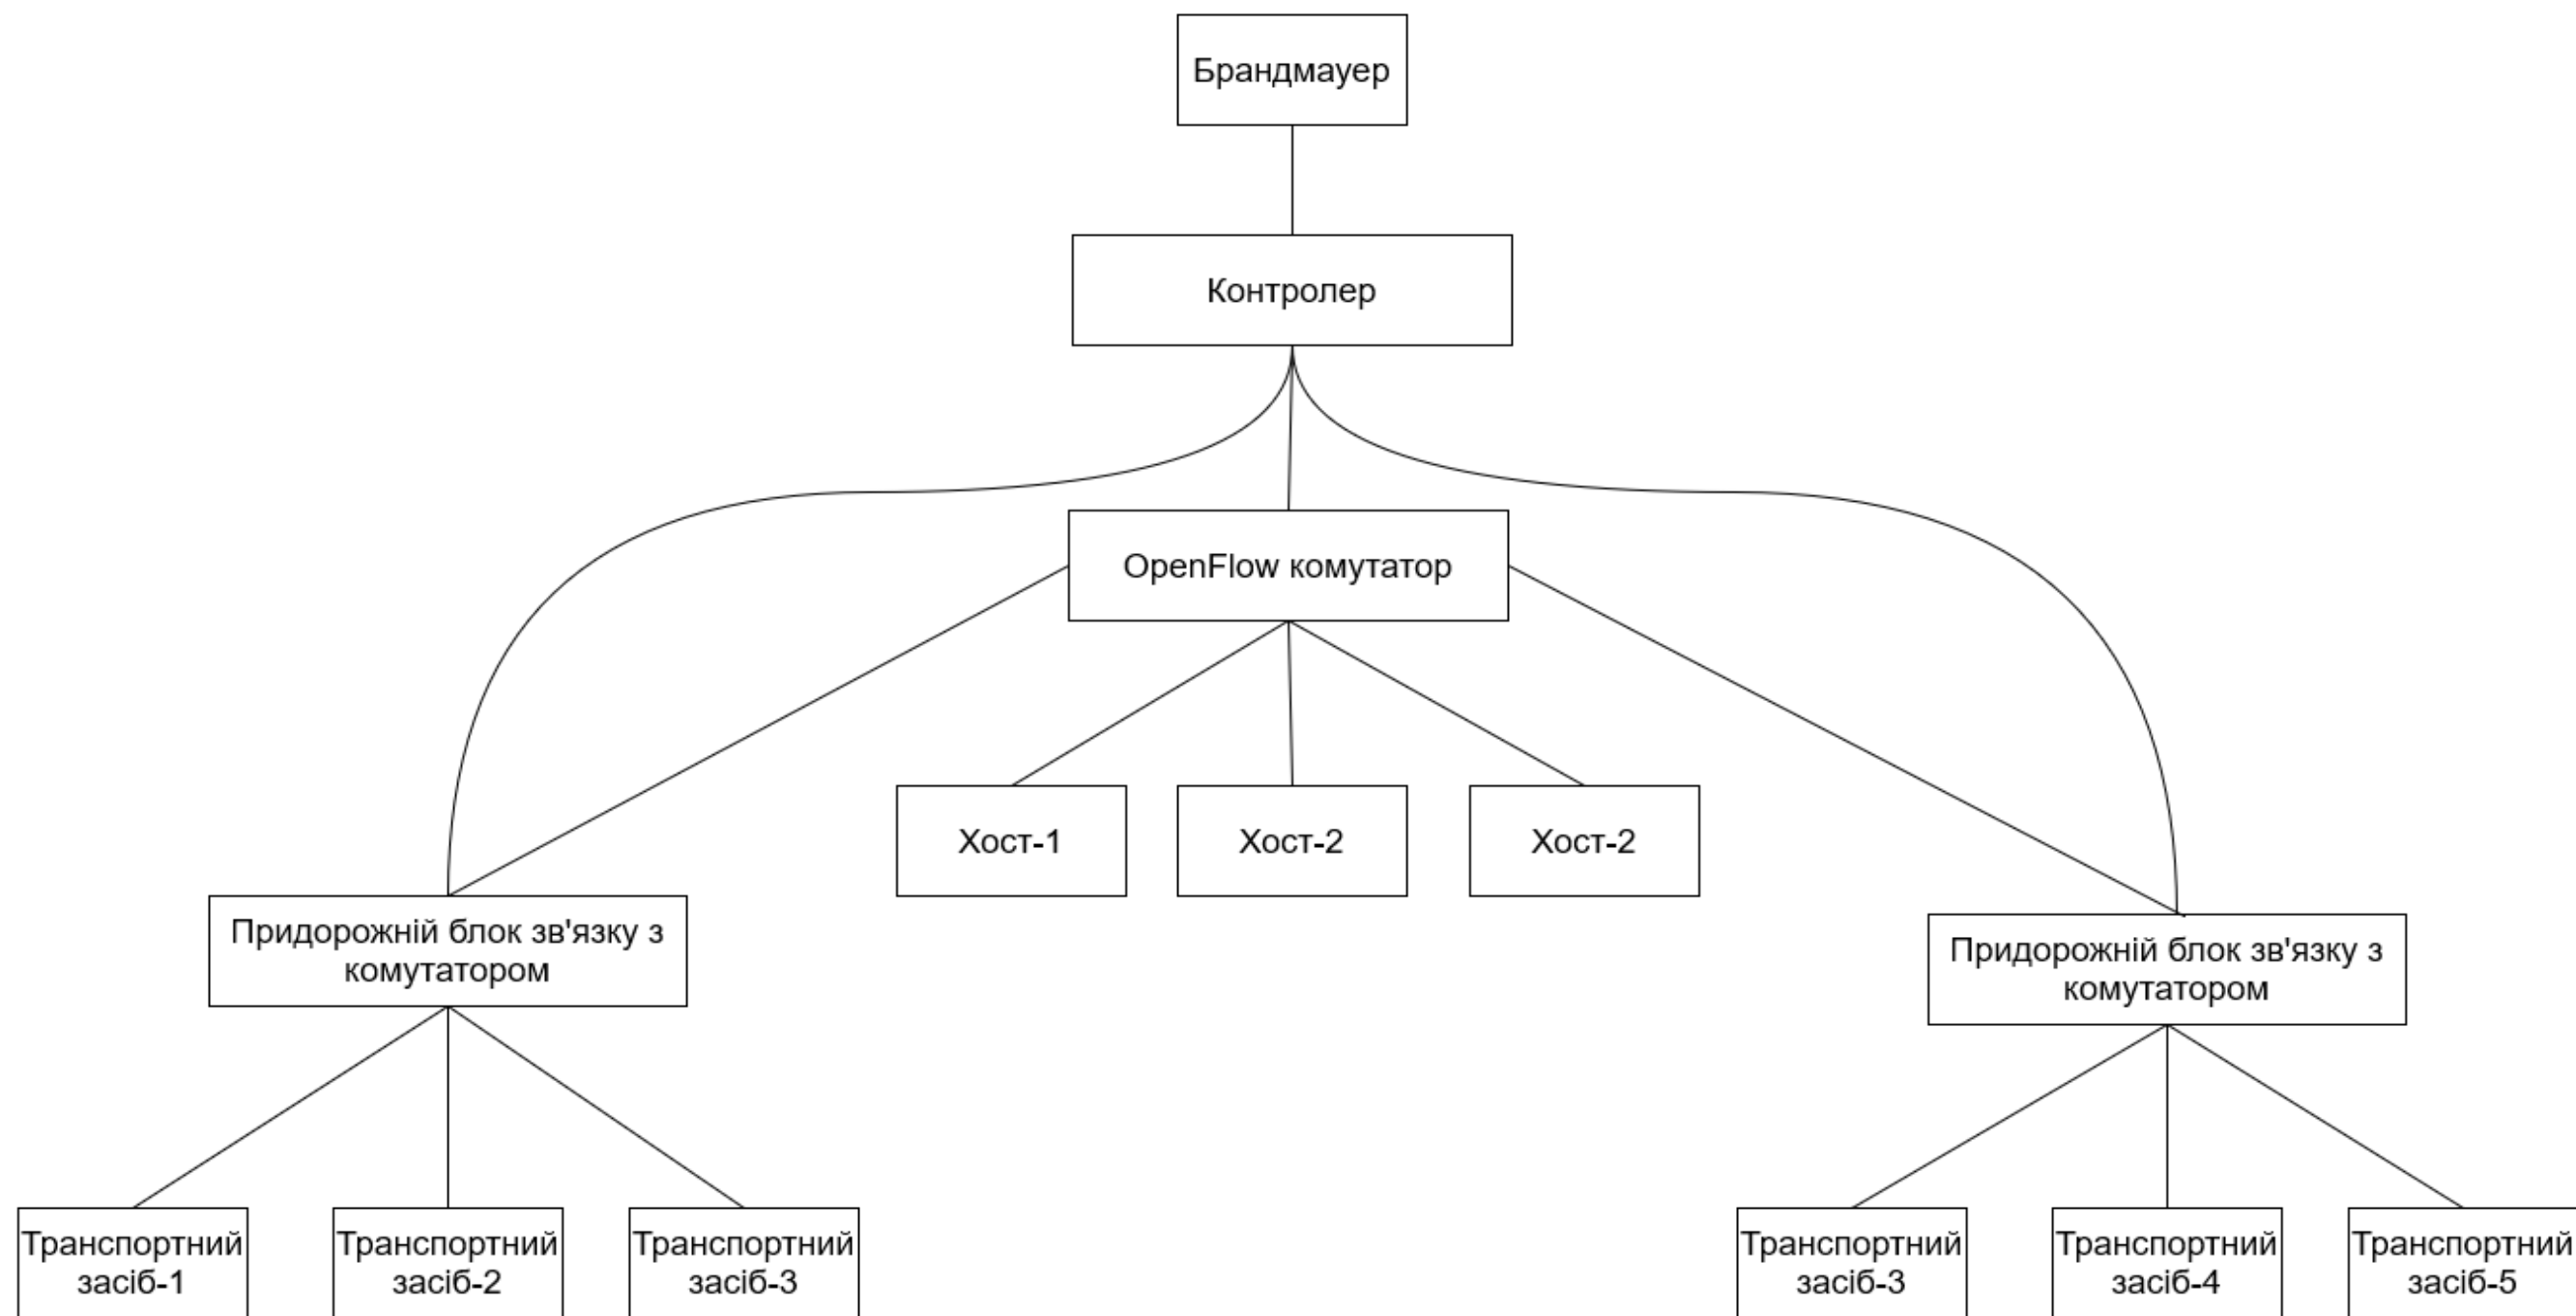 Брандмауер
Контролер
OpenFlow комутатор
Хост-1
Хост-2
Хост-2
Придорожній блок зв'язку з
комутатором
Придорожній блок зв'язку з
комутатором
Транспортний
засіб-1
Транспортний
засіб-2
Транспортний
засіб-3
Транспортний
засіб-3
Транспортний
засіб-4
Транспортний
засіб-5